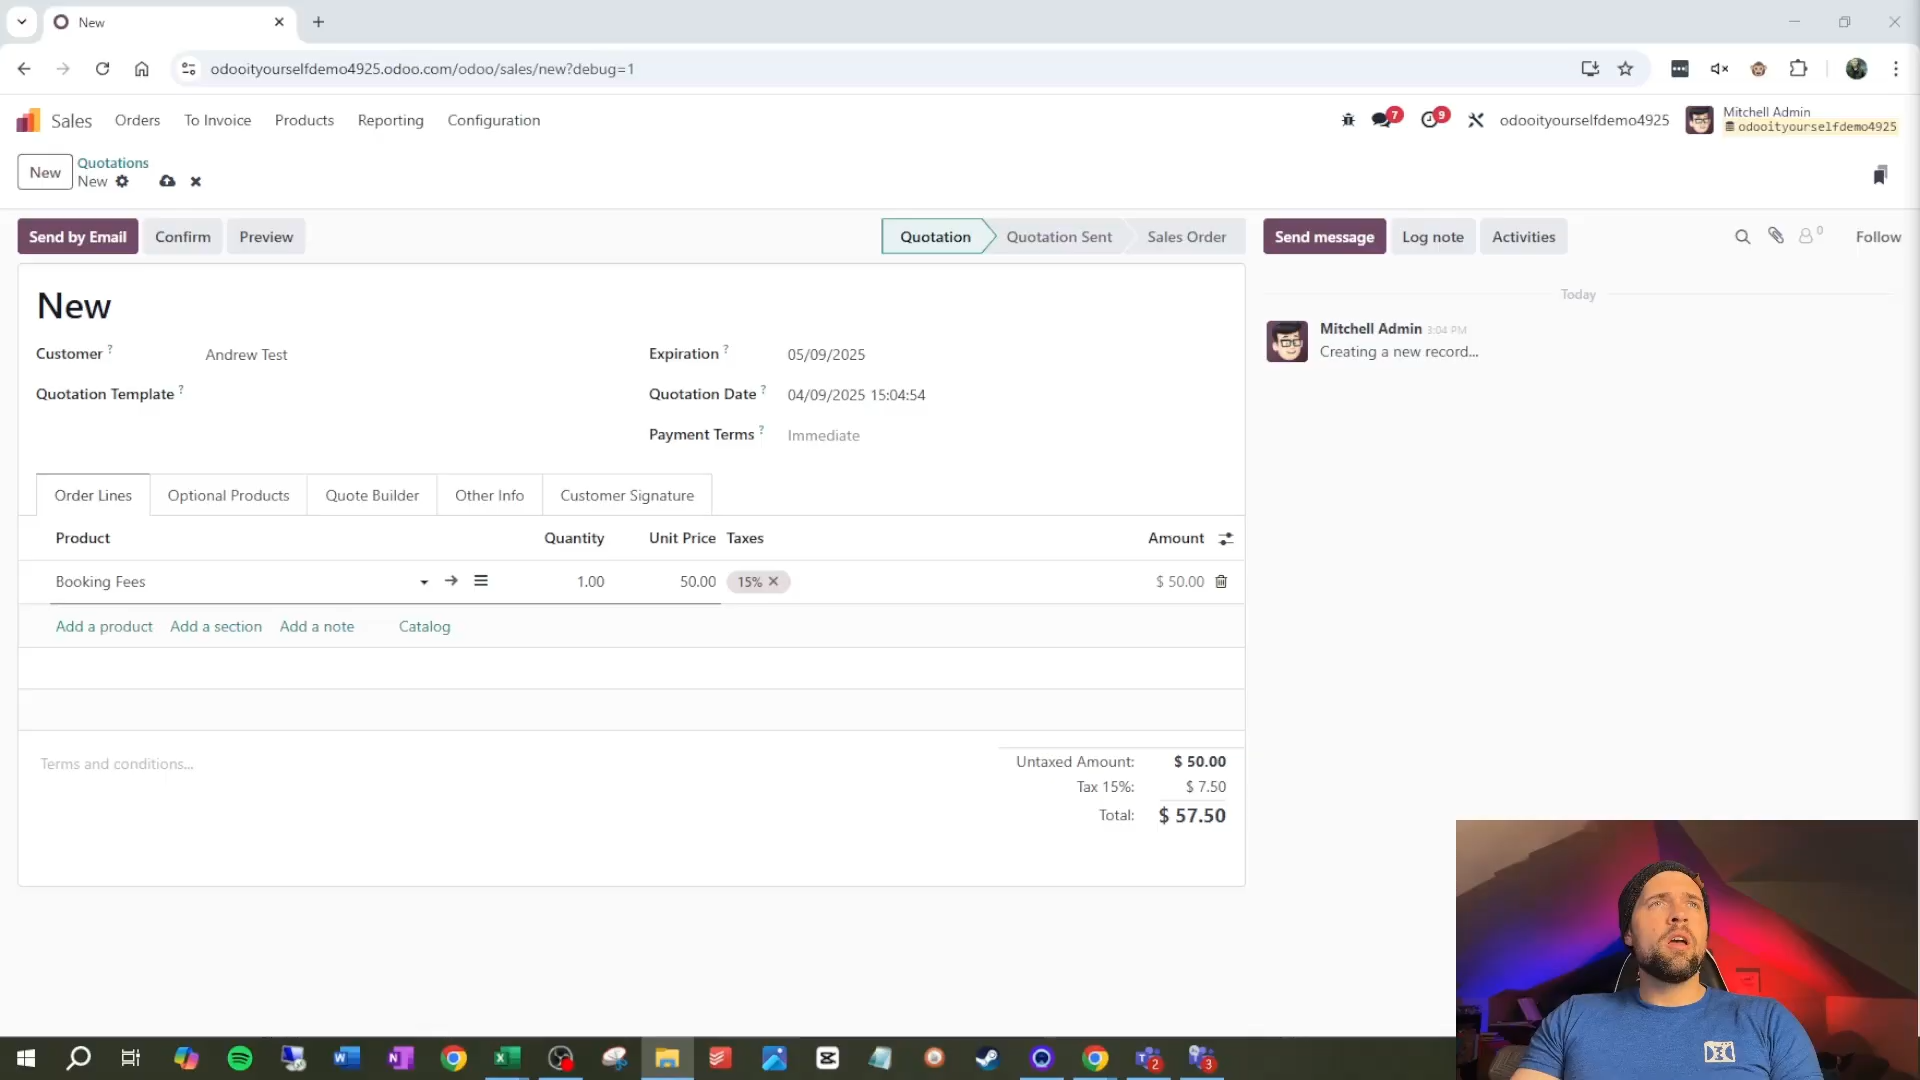 New
odooityourselfdemo4925.odoo.com/odoo/sales/new?debug=1
Sales Orders To Invoice Products Reporting Configuration
7 9 odooityourselfdemo4925 Mitchell Admin
odooityourselfdemo4925
New Quotations
New
Send by Email Confirm Preview Quotation Quotation Sent Sales Order Send message Log note Activities 0 Follow
New
Today
Mitchell Admin 3:04 PM
Creating a new record...
Customer ? Andrew Test Expiration ? 05/09/2025
Quotation Template ? Quotation Date ? 04/09/2025 15:04:54
Payment Terms ? Immediate
Order Lines Optional Products Quote Builder Other Info Customer Signature
Product Quantity Unit Price Taxes Amount
Booking Fees 1.00 50.00 15% $ 50.00
Add a product Add a section Add a note Catalog
Terms and conditions...
Untaxed Amount: $ 50.00
Tax 15%: $ 7.50
Total: $ 57.50
2 3